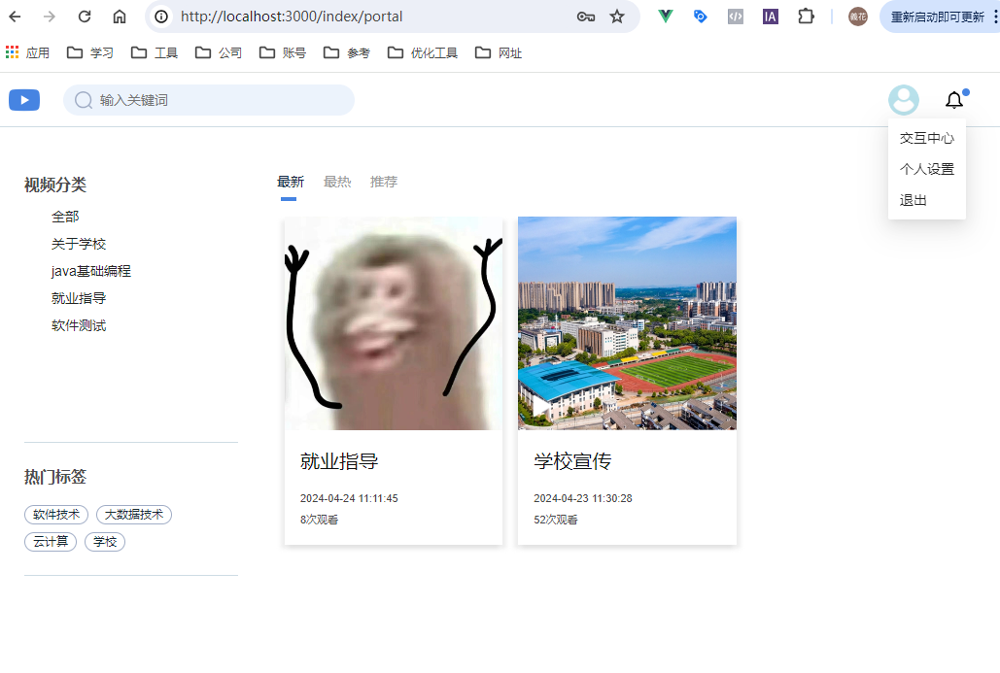 http://localhost:3000/index/portal
IA
義花
重新启动即可更新
应用 学习 工具 公司 账号 参考 优化工具 网址
输入关键词
交互中心
个人设置
退出
视频分类
全部
关于学校
java基础编程
就业指导
软件测试
热门标签
软件技术 大数据技术
云计算 学校
最新 最热 推荐
就业指导
2024-04-24 11:11:45
8次观看
学校宣传
2024-04-23 11:30:28
52次观看